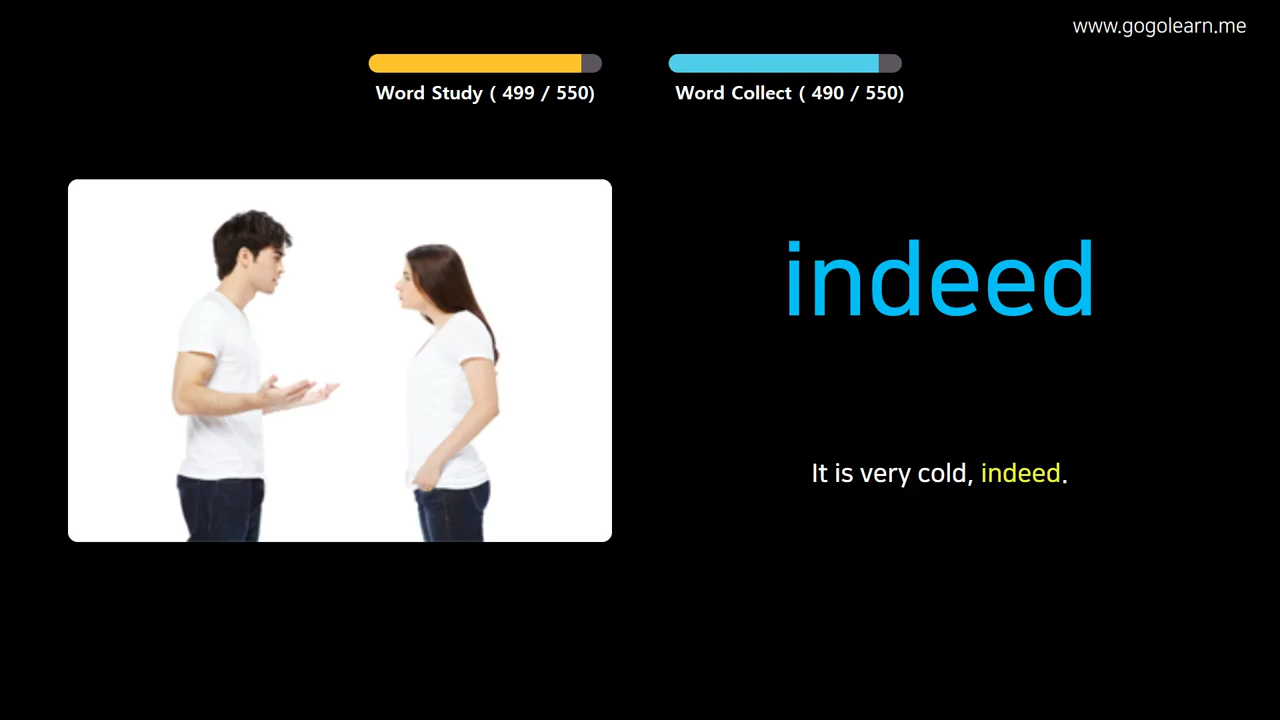 www.gogolearn.me
Word Study ( 499 / 550)
Word Collect ( 490 / 550)
indeed
It is very cold, indeed.